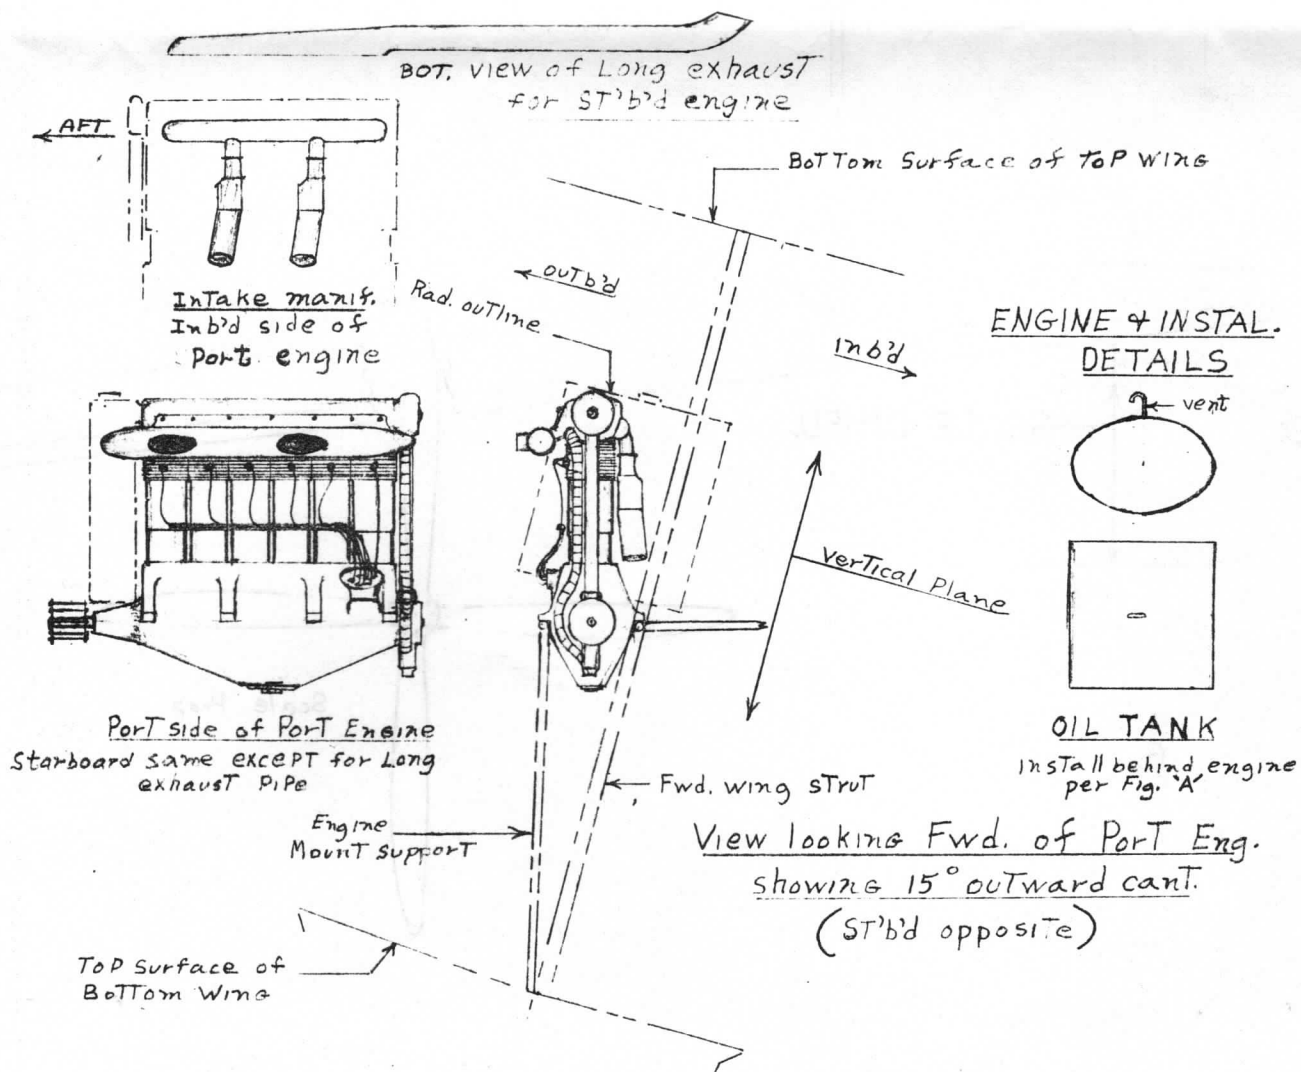 BOT. view of Long exhaust
for ST'b'd engine
AFT
Intake manif.
Inb'd side of
Port engine
Bottom Surface of top wing
outb'd
Rad. outline
inb'd
ENGINE & INSTAL.
DETAILS
vent
Vertical Plane
Port side of Port Engine
Starboard same except for Long
exhaust Pipe
OIL TANK
install behind engine
per Fig. 'A'
Fwd. wing strut
Engine
Mount support
View looking Fwd. of Port Eng.
showing 15° outward cant.
(ST'b'd opposite)
Top Surface of
Bottom Wing